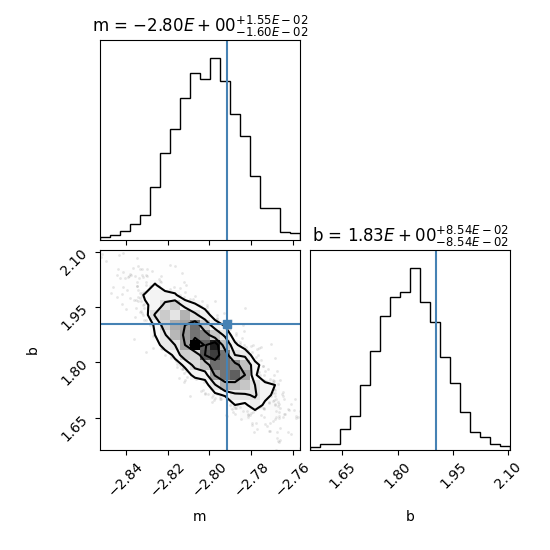 m = −2.80E + 00+1.55E − 02
−1.60E − 02
b = 1.83E + 00+8.54E − 02
−8.54E − 02
2.10
1.95
1.80
1.65
b
−2.84
−2.82
−2.80
−2.78
−2.76
m
1.65
1.80
1.95
2.10
b